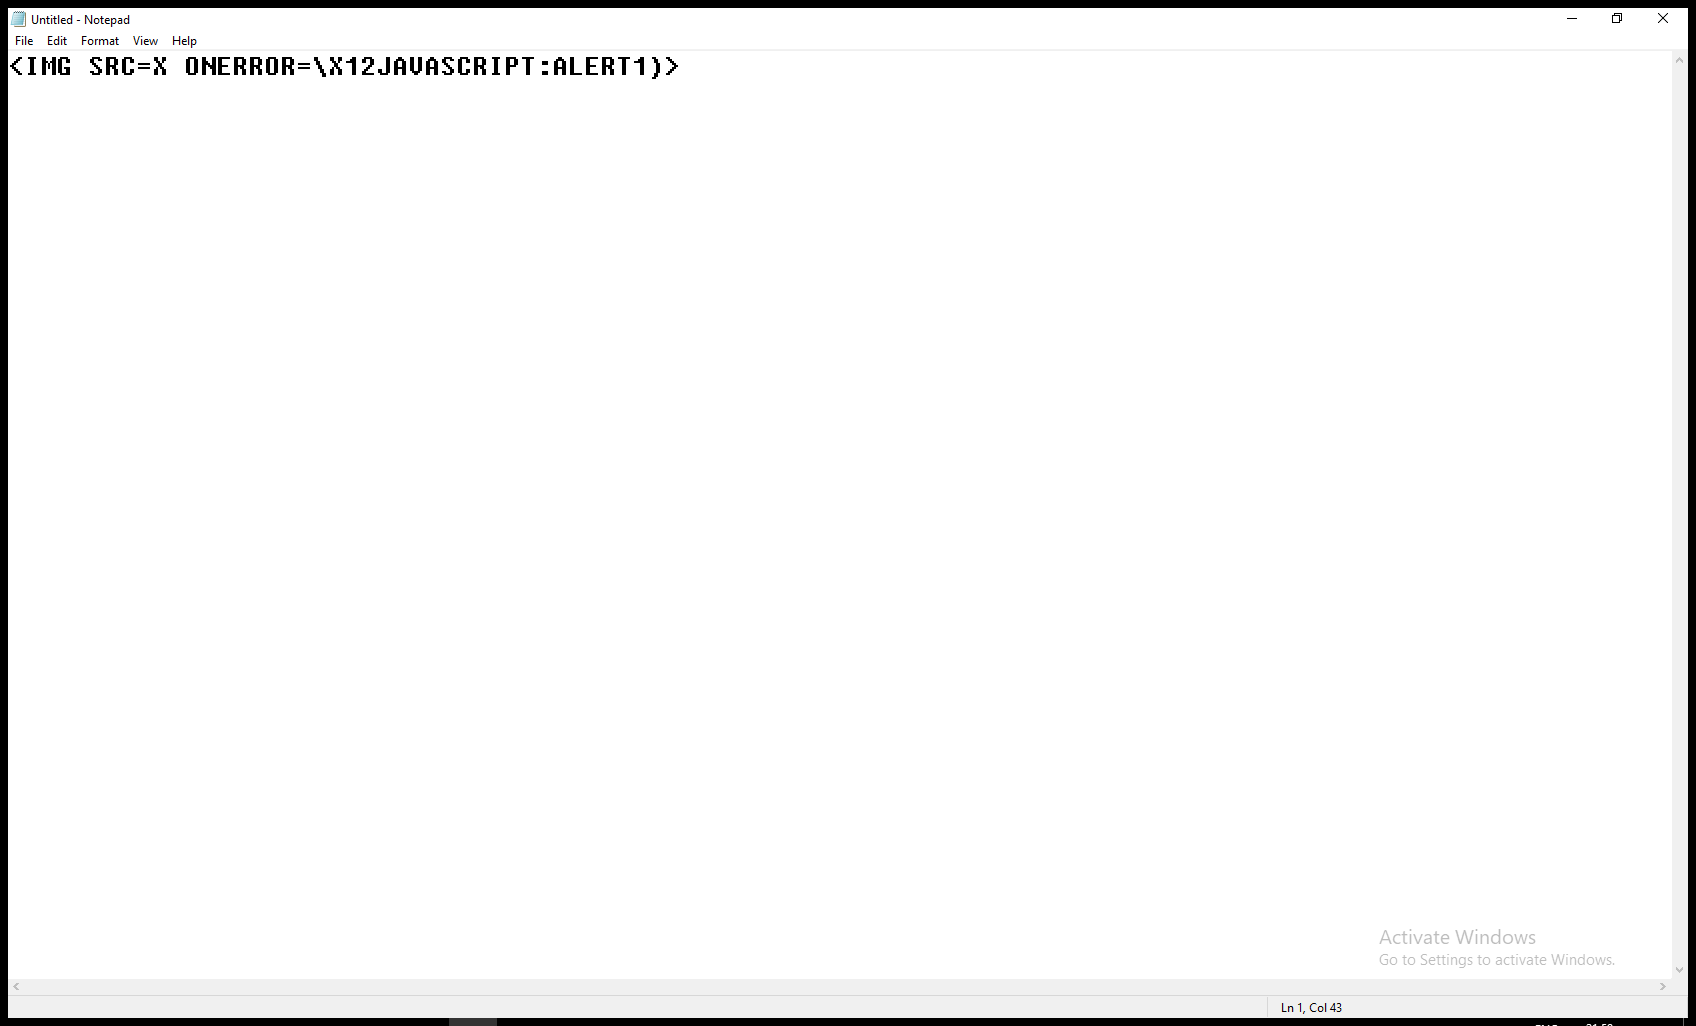 Untitled - Notepad
File Edit Format View Help
<IMG SRC=X ONERROR=\X12JAVASCRIPT:ALERT1)>
Activate Windows
Go to Settings to activate Windows.
Ln 1, Col 43